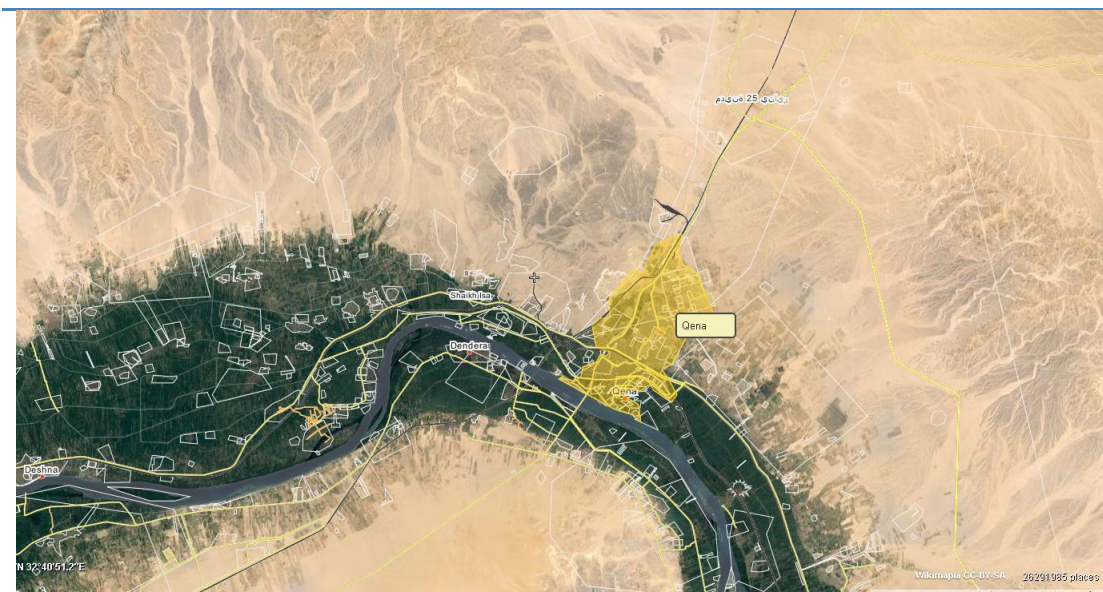 مدينة 25 يناير
Shaikh Isa
Qena
Dendera
Qena
Deshna
"N 32°40'51.2"E
Wikimapia CC-BY-SA
26291985 places